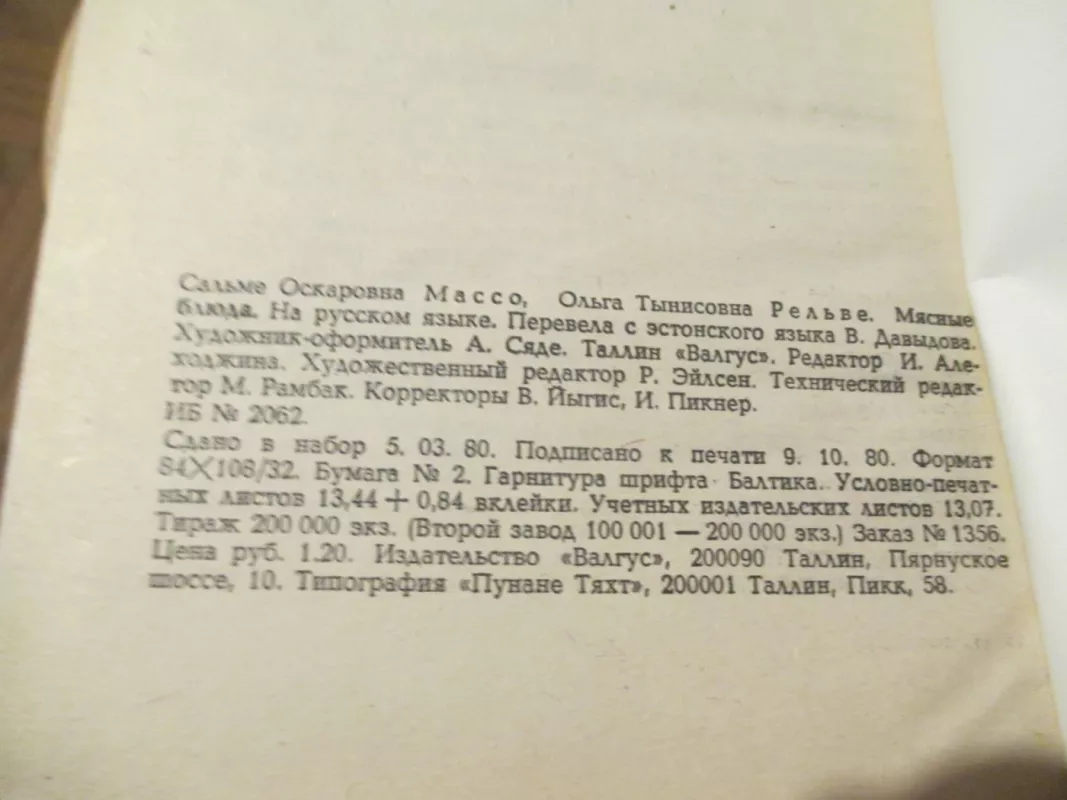 Сальме Оскаровна Массо, Ольга Тынисовна Рельве. Мясные
блюда. На русском языке. Перевела с эстонского языка В. Давыдова.
Художник-оформитель А. Сяде. Таллин «Валгус». Редактор И. Але-
ходжина. Художественный редактор Р. Эйлсен. Технический редак-
тор М. Рамбак. Корректоры В. Йыгис, И. Пикнер.
ИБ № 2062.
Сдано в набор 5. 03. 80. Подписано к печати 9. 10. 80. Формат
84×108/32. Бумага № 2. Гарнитура шрифта Балтика. Условно-печат-
ных листов 13,44 + 0,84 вклейки. Учетных издательских листов 13,07.
Тираж 200 000 экз. (Второй завод 100 001 — 200 000 экз.) Заказ № 1356.
Цена руб. 1.20. Издательство «Валгус», 200090 Таллин, Пярнуское
шоссе, 10. Типография «Пунане Тяхт», 200001 Таллин, Пикк, 58.